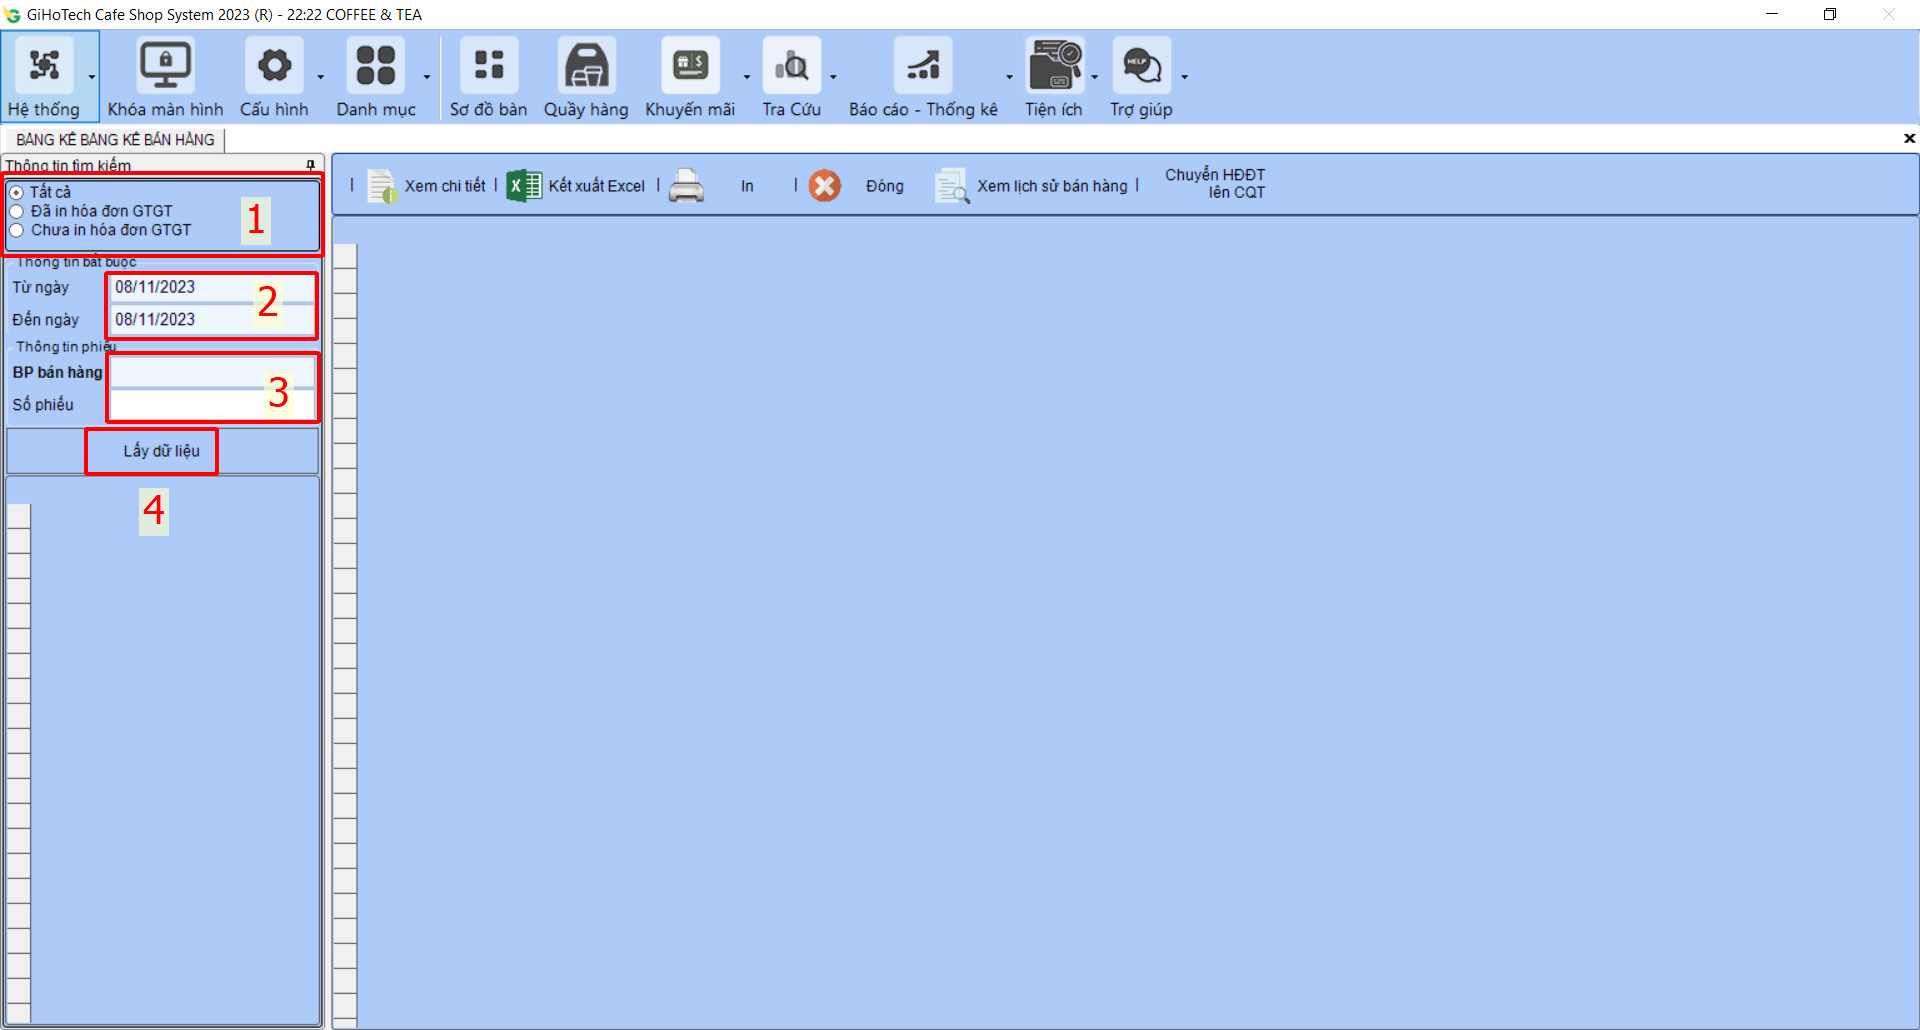 GiHoTech Cafe Shop System 2023 (R) - 22:22 COFFEE & TEA
Hệ thống
Khóa màn hình
Cấu hình
Danh mục
Sơ đồ bàn
Quầy hàng
Khuyến mãi
Tra Cứu
Báo cáo - Thống kê
Tiện ích
HELP
Trợ giúp
BẢNG KÊ BẢNG KÊ BÁN HÀNG
Thông tin tìm kiếm
Tất cả
Đã in hóa đơn GTGT
Chưa in hóa đơn GTGT
1
Thông tin bắt buộc
Từ ngày 08/11/2023
Đến ngày 08/11/2023
2
Thông tin phiếu
BP bán hàng
Số phiếu
3
Lấy dữ liệu
4
Xem chi tiết
Kết xuất Excel
In
Đóng
Xem lịch sử bán hàng
Chuyển HĐĐT
lên CQT